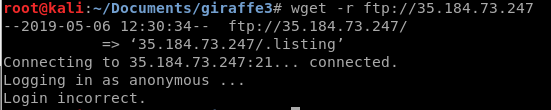 root@kali:~/Documents/giraffe3# wget -r ftp://35.184.73.247
--2019-05-06 12:30:34--  ftp://35.184.73.247/
           => ‘35.184.73.247/.listing’
Connecting to 35.184.73.247:21... connected.
Logging in as anonymous ...
Login incorrect.